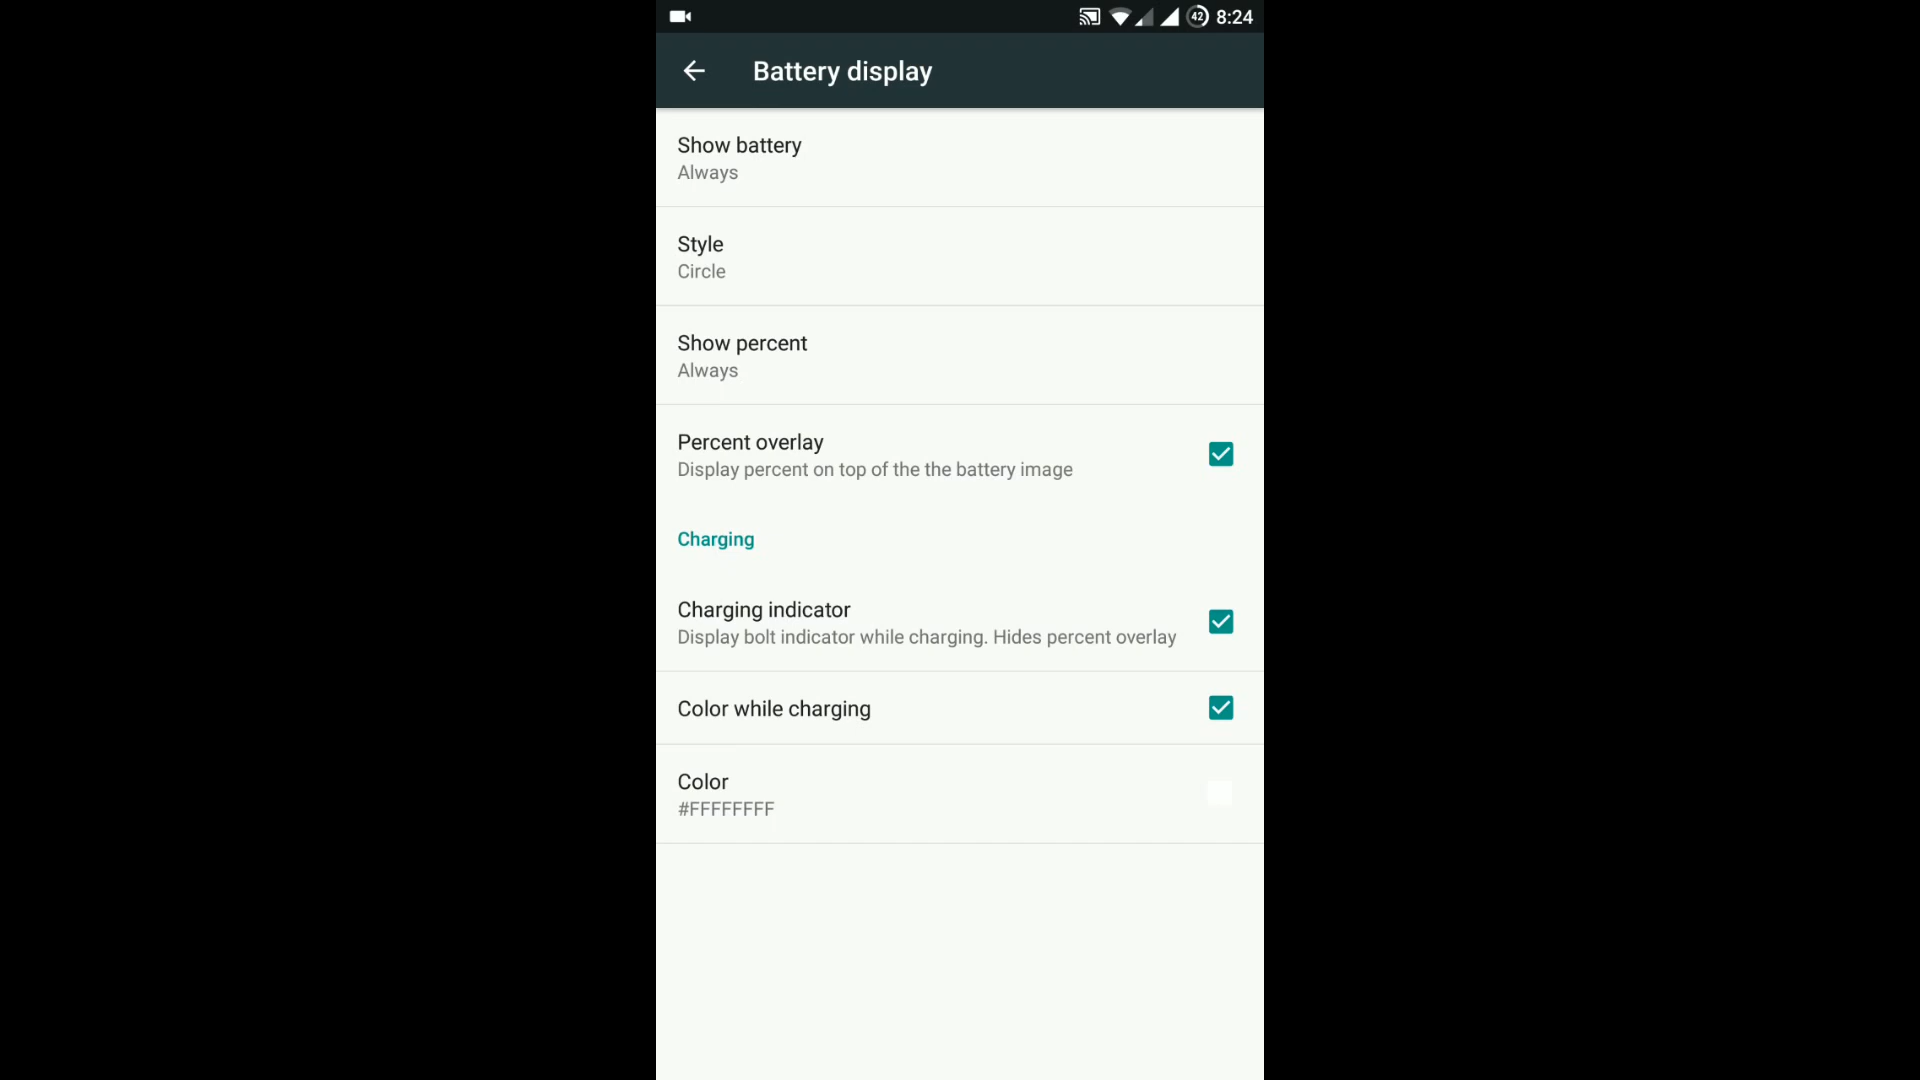 42 8:24
Battery display
Show battery
Always
Style
Circle
Show percent
Always
Percent overlay
Display percent on top of the the battery image
Charging
Charging indicator
Display bolt indicator while charging. Hides percent overlay
Color while charging
Color
#FFFFFFFF